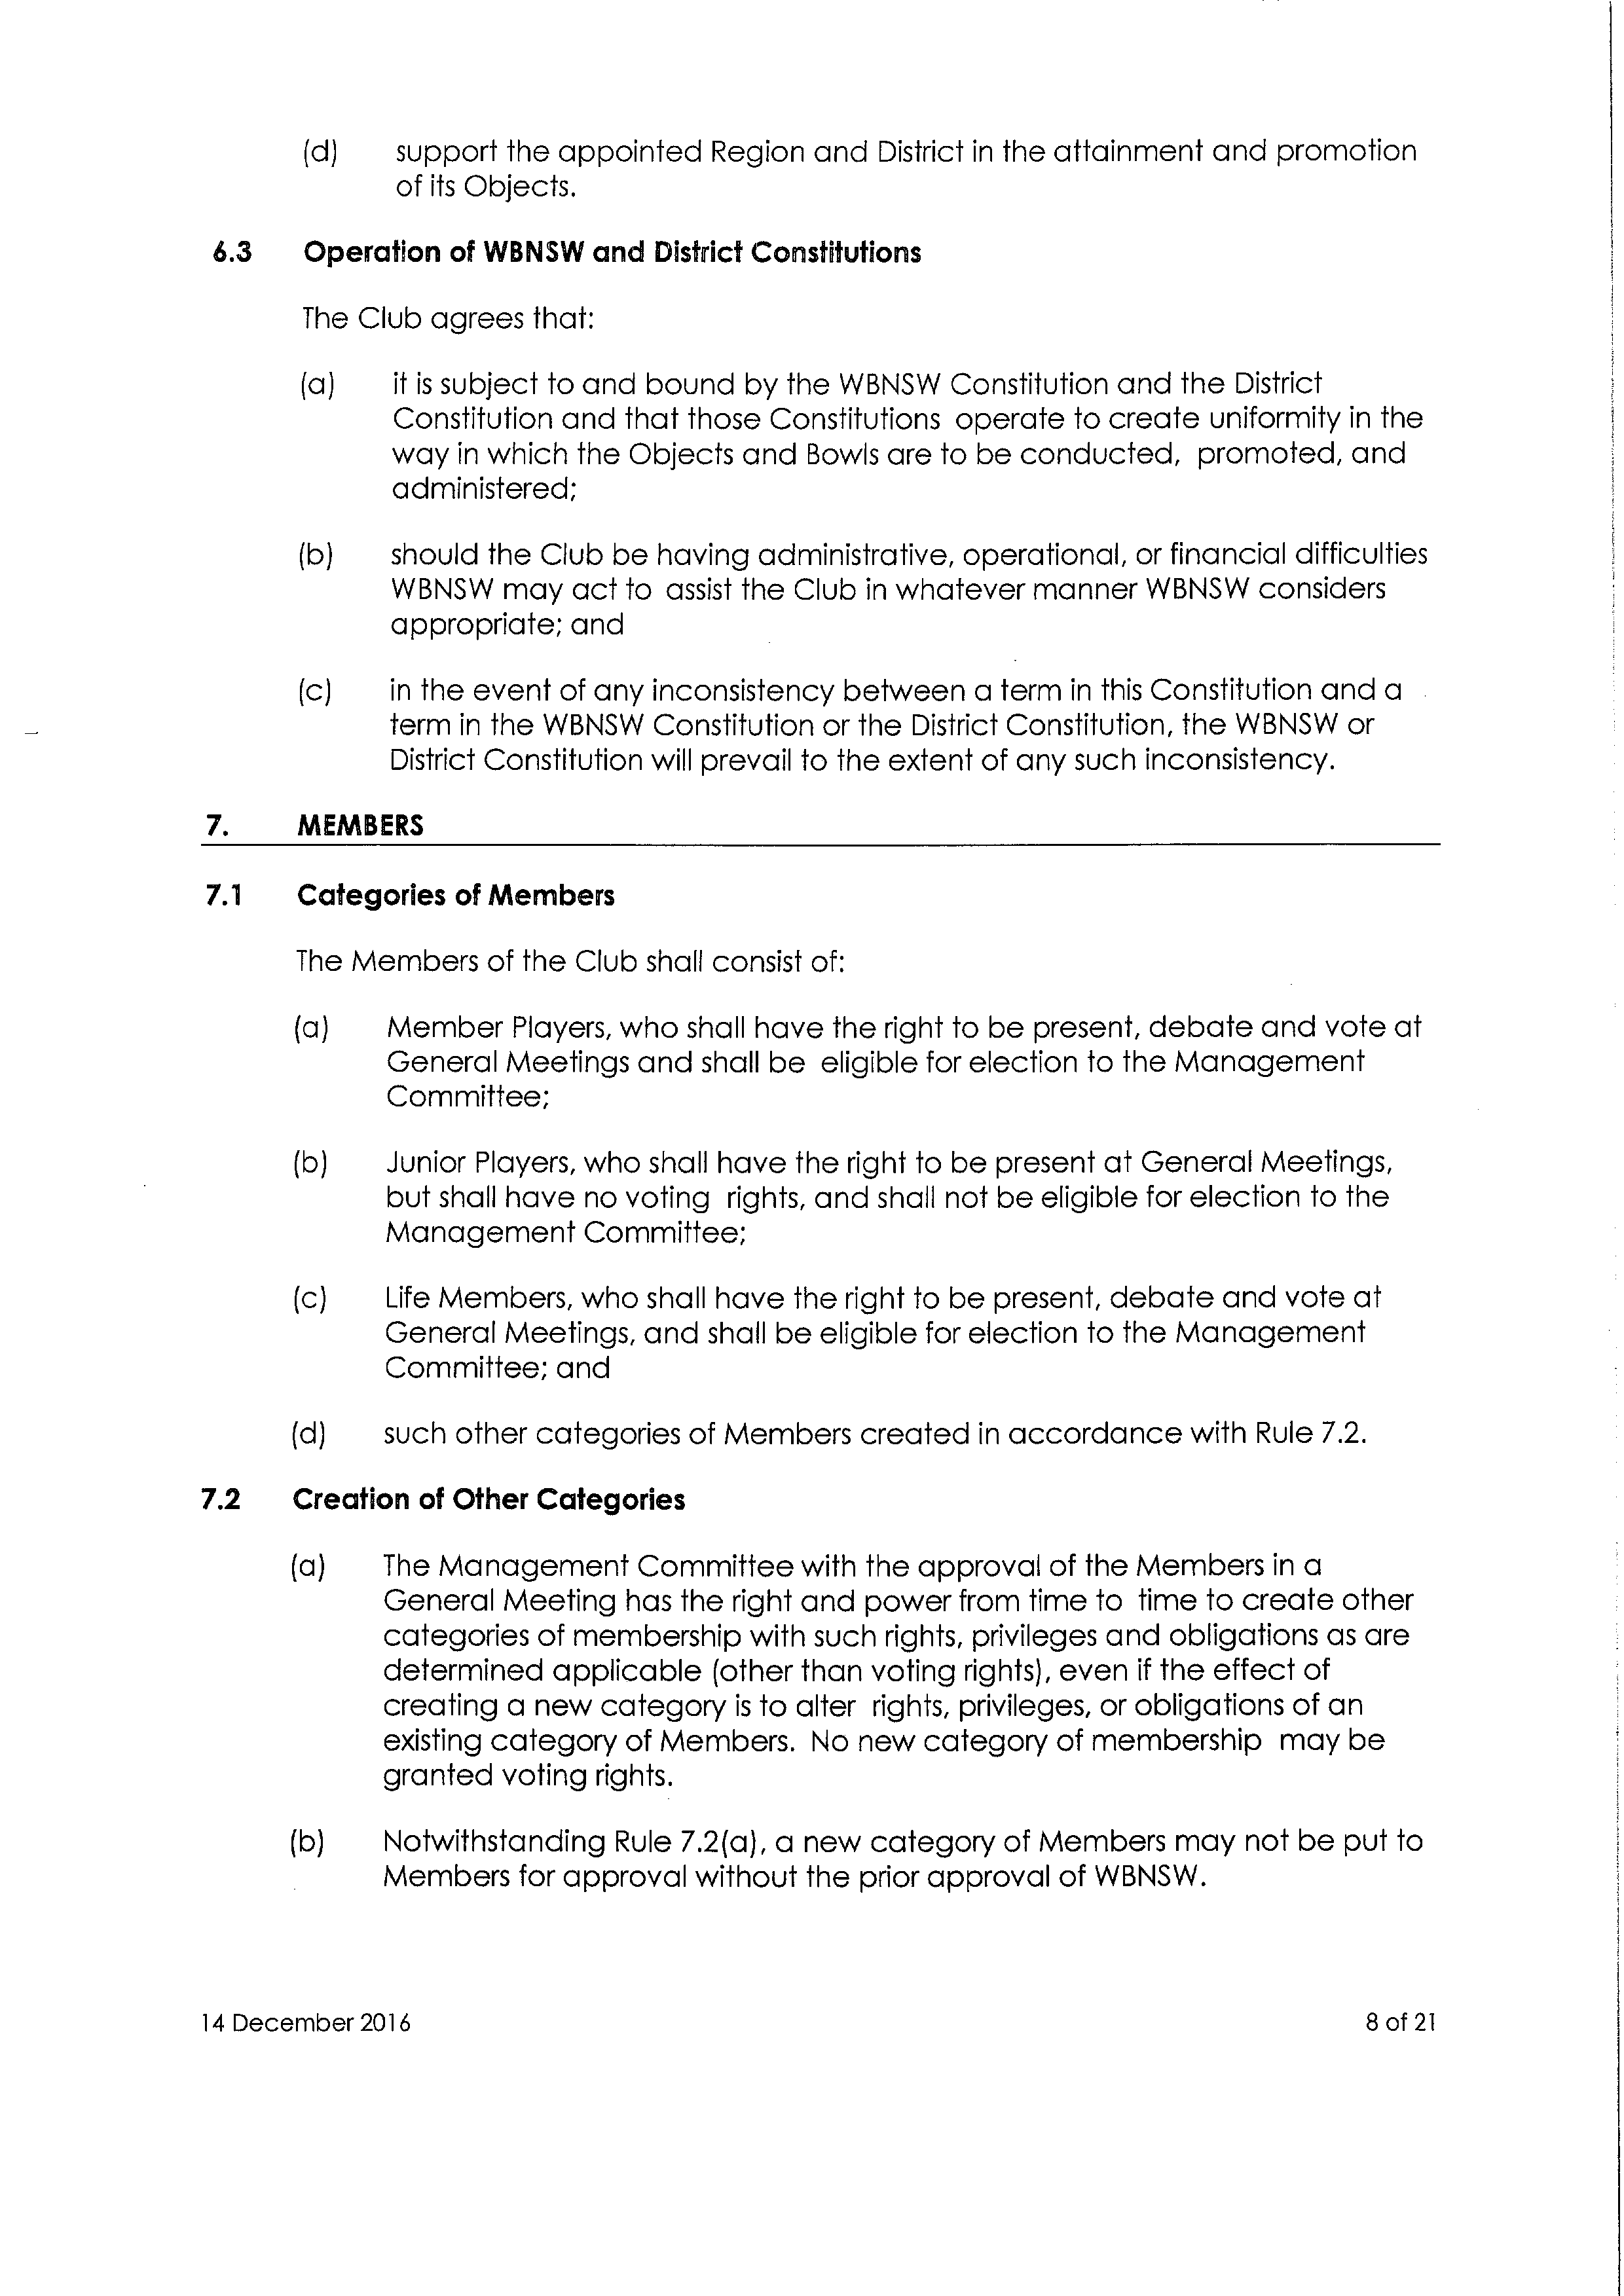 (d) support the appointed Region and District in the attainment and promotion
of its Objects.
6.3 Operation of WBNSW and District Constitutions
The Club agrees that:
(a) it is subject to and bound by the WBNSW Constitution and the District
Constitution and that those Constitutions operate to create uniformity in the
way in which the Objects and Bowls are to be conducted, promoted, and
administered;
(b) should the Club be having administrative, operational, or financial difficulties
WBNSW may act to assist the Club in whatever manner WBNSW considers
appropriate; and
(c) in the event of any inconsistency between a term in this Constitution and a
term in the WBNSW Constitution or the District Constitution, the WBNSW or
District Constitution will prevail to the extent of any such inconsistency.
7. MEMBERS
7.1 Categories of Members
The Members of the Club shall consist of:
(a) Member Players, who shall have the right to be present, debate and vote at
General Meetings and shall be eligible for election to the Management
Committee;
(b) Junior Players, who shall have the right to be present at General Meetings,
but shall have no voting rights, and shall not be eligible for election to the
Management Committee;
(c) Life Members, who shall have the right to be present, debate and vote at
General Meetings, and shall be eligible for election to the Management
Committee; and
(d) such other categories of Members created in accordance with Rule 7.2.
7.2 Creation of Other Categories
(a) The Management Committee with the approval of the Members in a
General Meeting has the right and power from time to time to create other
categories of membership with such rights, privileges and obligations as are
determined applicable (other than voting rights), even if the effect of
creating a new category is to alter rights, privileges, or obligations of an
existing category of Members. No new category of membership may be
granted voting rights.
(b) Notwithstanding Rule 7.2(a), a new category of Members may not be put to
Members for approval without the prior approval of WBNSW.
14 December 2016 8 of 21